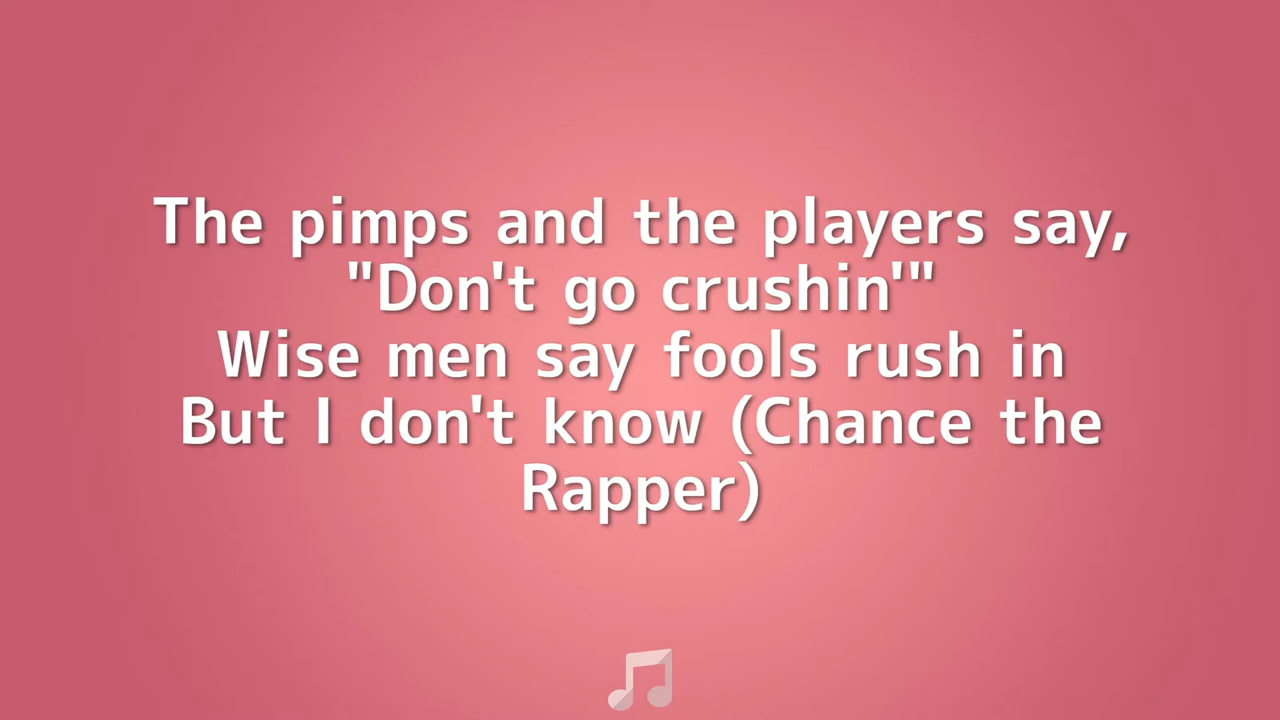 The pimps and the players say,
"Don't go crushin'"
Wise men say fools rush in
But I don't know (Chance the
Rapper)